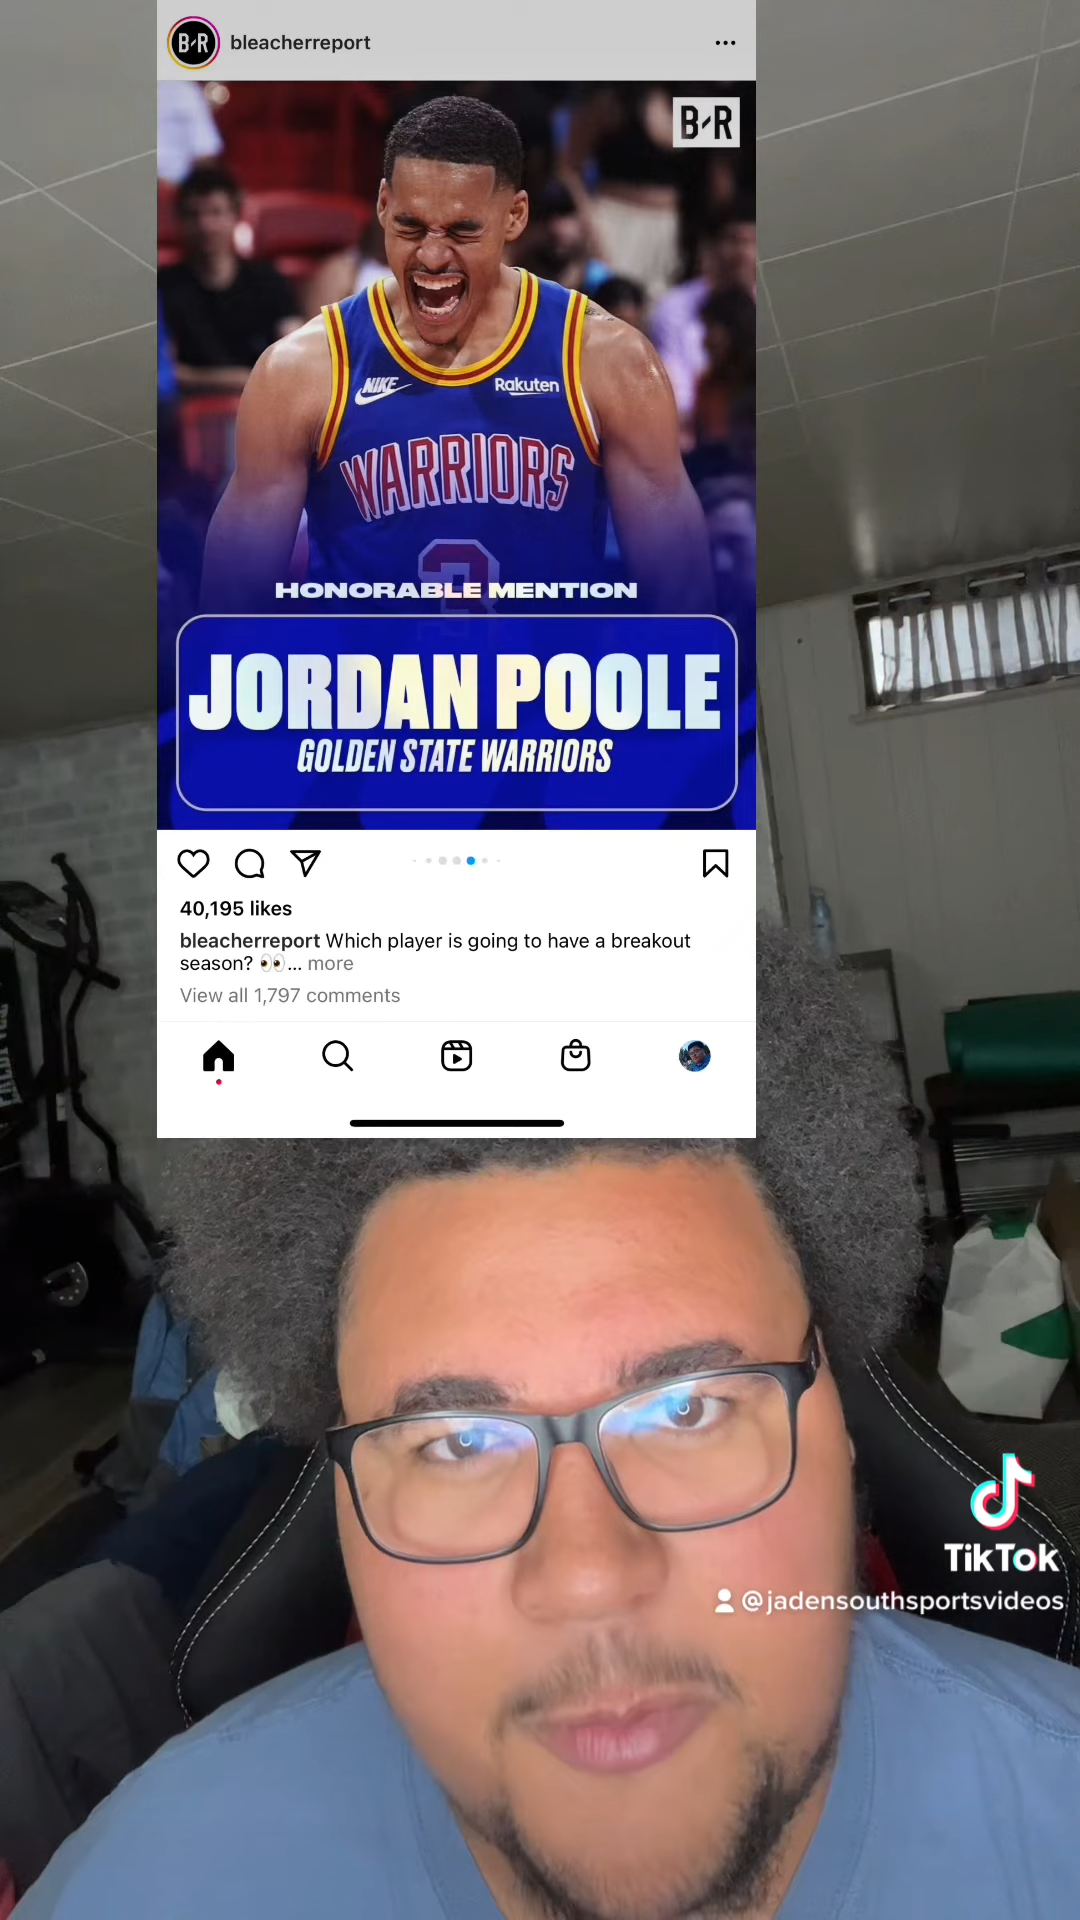 B-R bleacherreport
B-R
NIKE Rakuten
WARRIORS
3
HONORABLE MENTION
JORDAN POOLE
GOLDEN STATE WARRIORS
40,195 likes
bleacherreport Which player is going to have a breakout
season? 👀... more
View all 1,797 comments
TikTok
@jadensouthsportsvideos